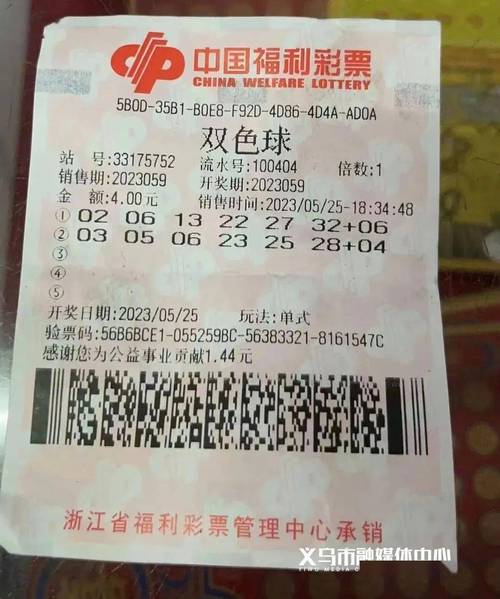 中国福利彩票
CHINA WELFARE LOTTERY
5B0D-35B1-B0E8-F92D-4D86-4D4A-AD0A
双色球
站 号:33175752 流水号:100404 倍数:1
销售期:2023059 开奖期:2023059
金 额:4.00元 销售时间:2023/05/25-18:34:48
① 02 06 13 22 27 32+06
② 03 05 06 23 25 28+04
③
④
⑤
开奖日期:2023/05/25 玩法:单式
验票码:56B6BCE1-055259BC-56383321-8161547C
感谢您为公益事业贡献1.44元
浙江省福利彩票管理中心承销
义乌市融媒体中心
YIWU MEDIA C